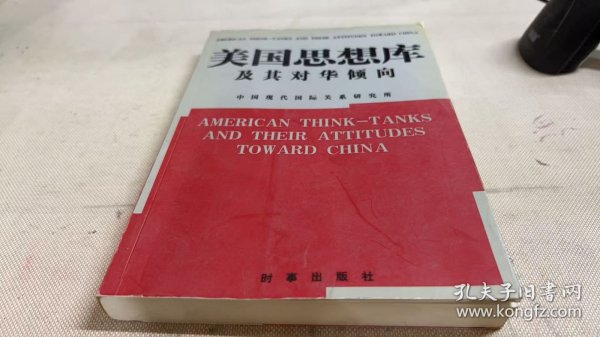 AMERICAN THINK-TANKS AND THEIR ATTITUDES TOWARD CHINA
美国思想库
及其对华倾向
中国现代国际关系研究所
AMERICAN THINK-TANKS
AND THEIR ATTITUDES
TOWARD CHINA
时事出版社
孔夫子旧书网
www.kongfz.com